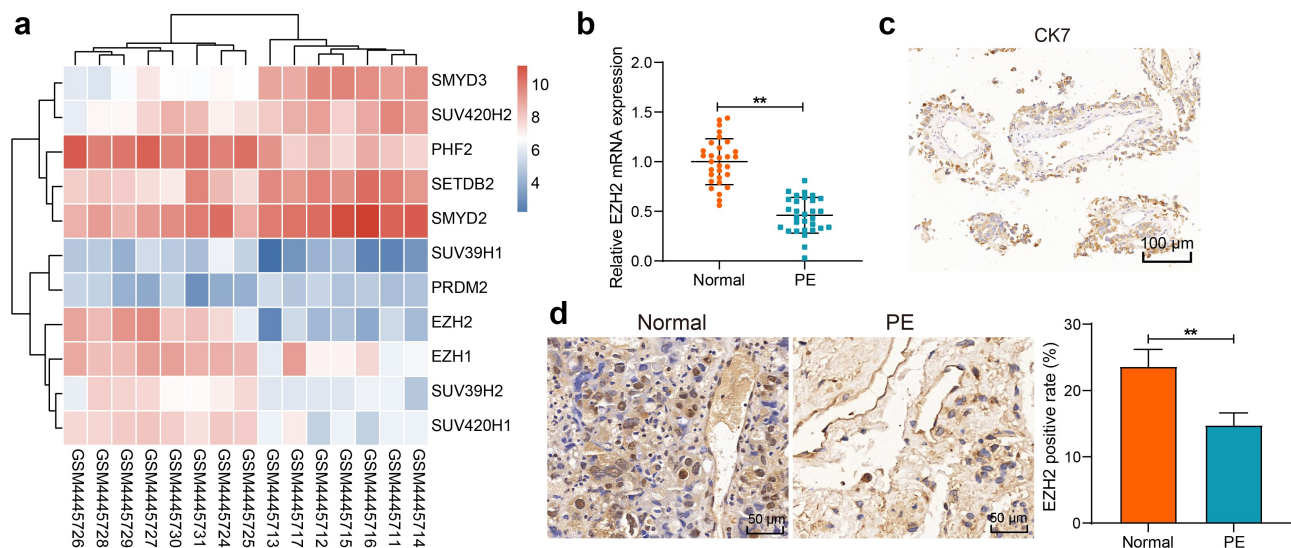 a
SMYD3
SUV420H2
PHF2
SETDB2
SMYD2
SUV39H1
PRDM2
EZH2
EZH1
SUV39H2
SUV420H1
10
8
6
4
GSM4445726
GSM4445728
GSM4445729
GSM4445727
GSM4445730
GSM4445731
GSM4445724
GSM4445725
GSM4445713
GSM4445717
GSM4445712
GSM4445715
GSM4445716
GSM4445711
GSM4445714
b
Relative EZH2 mRNA expression
2.0
1.5
1.0
0.5
0.0
**
Normal
PE
c
CK7
100 μm
d
Normal
PE
50 μm
50 μm
EZH2 positive rate (%)
30
20
10
0
**
Normal
PE